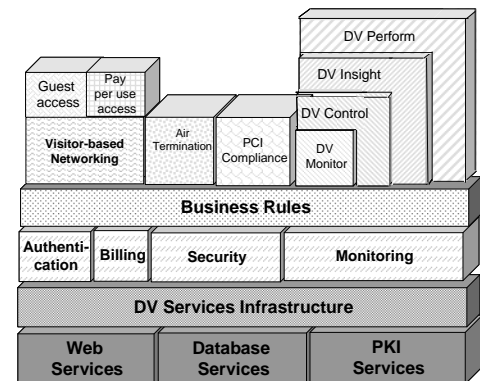 DV Perform
DV Insight
DV Control
DV
Monitor
Guest
access
Pay
per use
access
Visitor-based
Networking
Air
Termination
PCI
Compliance
Business Rules
Authenti-
cation
Billing
Security
Monitoring
DV Services Infrastructure
Web
Services
Database
Services
PKI
Services